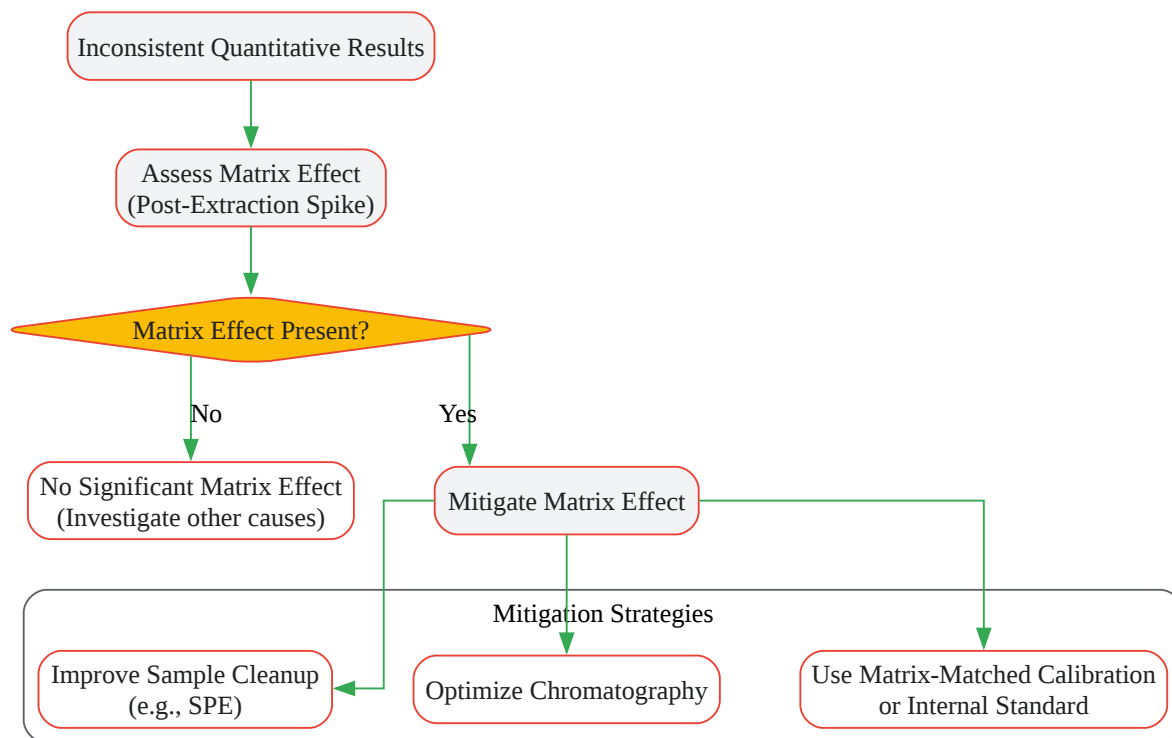 Inconsistent Quantitative Results
Assess Matrix Effect
(Post-Extraction Spike)
Matrix Effect Present?
No
Yes
No Significant Matrix Effect
(Investigate other causes)
Mitigate Matrix Effect
Mitigation Strategies
Improve Sample Cleanup
(e.g., SPE)
Optimize Chromatography
Use Matrix-Matched Calibration
or Internal Standard